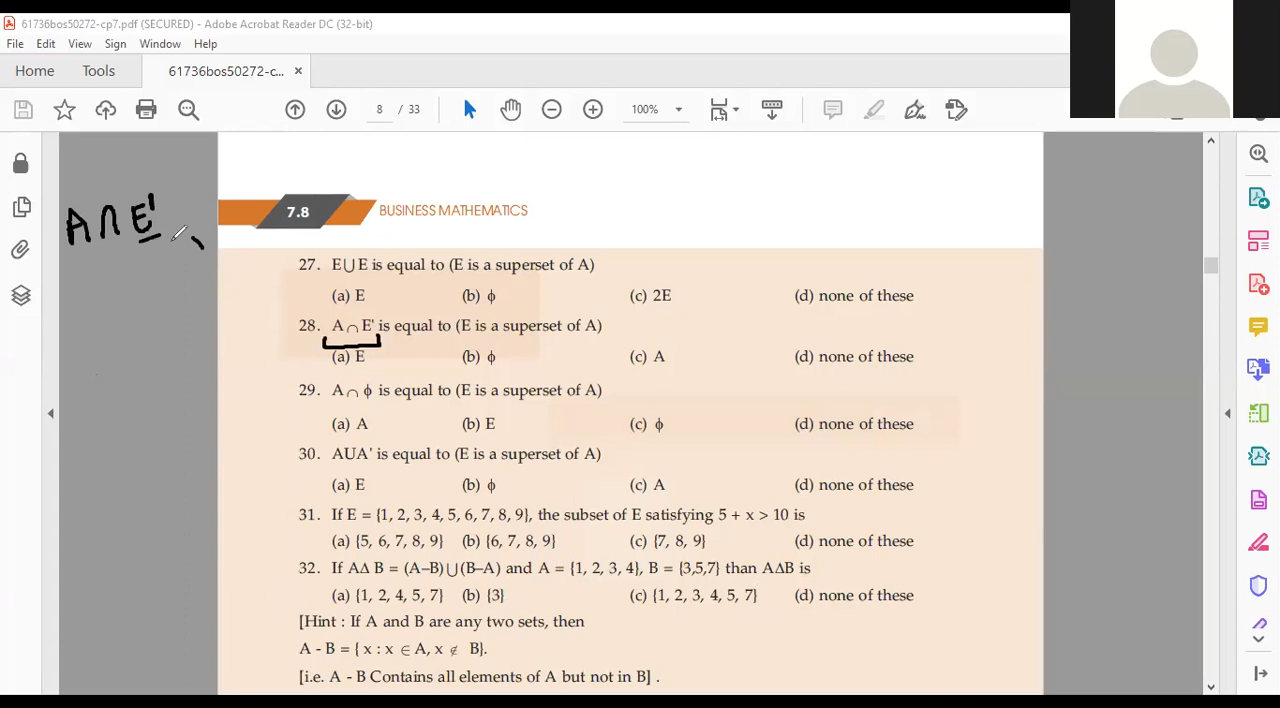 61736bos50272-cp7.pdf (SECURED) - Adobe Acrobat Reader DC (32-bit)
File Edit View Sign Window Help
Home Tools 61736bos50272-c... ×
8 / 33 100%
A∩E'
7.8 BUSINESS MATHEMATICS
27. E⋃E is equal to (E is a superset of A)
(a) E (b) ϕ (c) 2E (d) none of these
28. A∩E' is equal to (E is a superset of A)
(a) E (b) ϕ (c) A (d) none of these
29. A∩ϕ is equal to (E is a superset of A)
(a) A (b) E (c) ϕ (d) none of these
30. AUA' is equal to (E is a superset of A)
(a) E (b) ϕ (c) A (d) none of these
31. If E = {1, 2, 3, 4, 5, 6, 7, 8, 9}, the subset of E satisfying 5 + x > 10 is
(a) {5, 6, 7, 8, 9} (b) {6, 7, 8, 9} (c) {7, 8, 9} (d) none of these
32. If AΔ B = (A–B)⋃(B–A) and A = {1, 2, 3, 4}, B = {3,5,7} than AΔB is
(a) {1, 2, 4, 5, 7} (b) {3} (c) {1, 2, 3, 4, 5, 7} (d) none of these
[Hint : If A and B are any two sets, then
A - B = { x : x ∈ A, x ∉ B}.
[i.e. A - B Contains all elements of A but not in B] .